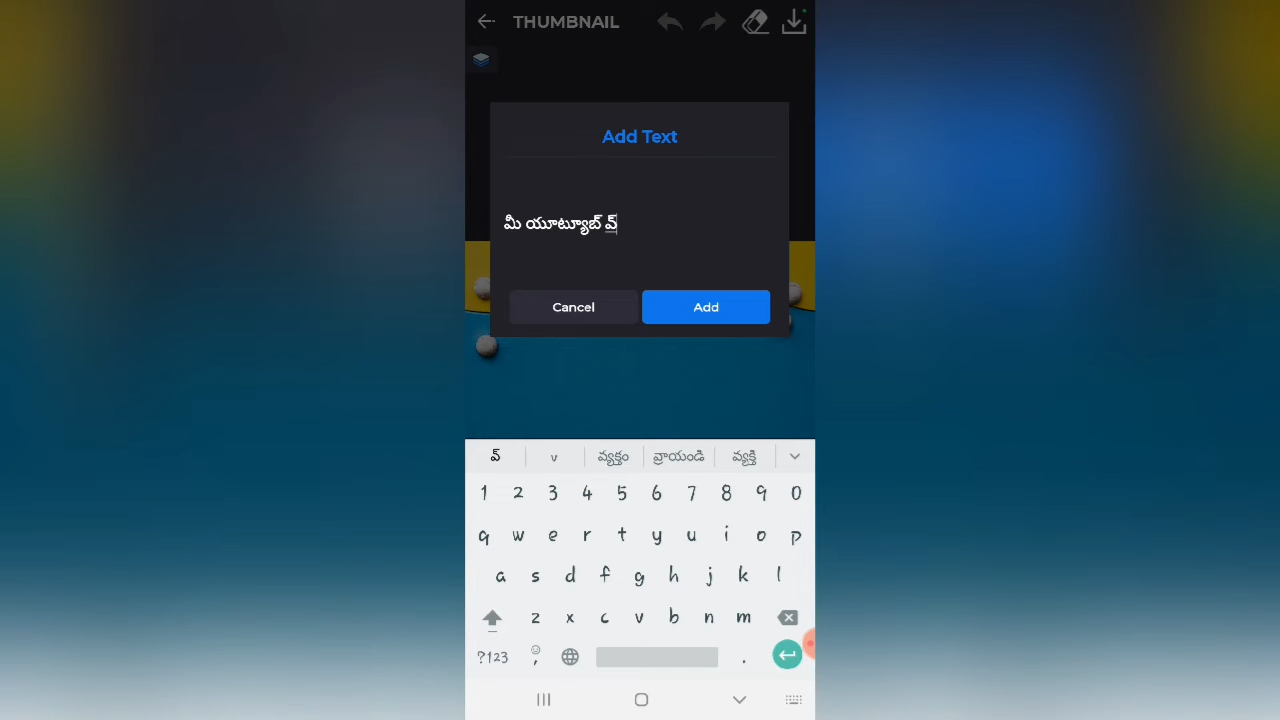 THUMBNAIL
Add Text
మీ యూట్యూబ్ వ్
Cancel Add
వ్ v వ్యక్తం వ్రాయండి వ్యక్తి
1 2 3 4 5 6 7 8 9 0
q w e r t y u i o p
a s d f g h j k l
z x c v b n m
?123 , .